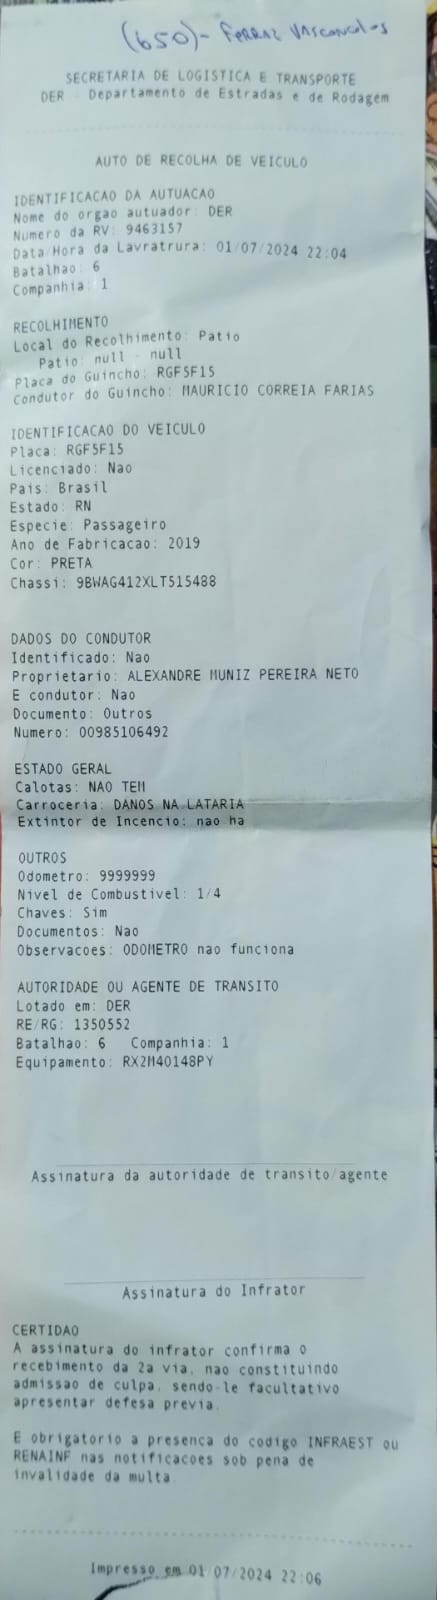 (650) - FERRAZ VASCONCELOS
SECRETARIA DE LOGISTICA E TRANSPORTE
DER - Departamento de Estradas e de Rodagem
AUTO DE RECOLHA DE VEICULO
IDENTIFICACAO DA AUTUACAO
Nome do orgao autuador: DER
Numero da RV: 9463157
Data/Hora da Lavratrura: 01/07/2024 22:04
Batalhao: 6
Companhia: 1
RECOLHIMENTO
Local do Recolhimento: Patio
Patio: null - null
Placa do Guincho: RGF5F15
Condutor do Guincho: MAURICIO CORREIA FARIAS
IDENTIFICACAO DO VEICULO
Placa: RGF5F15
Licenciado: Nao
Pais: Brasil
Estado: RN
Especie: Passageiro
Ano de Fabricacao: 2019
Cor: PRETA
Chassi: 9BWAG412XLT515488
DADOS DO CONDUTOR
Identificado: Nao
Proprietario: ALEXANDRE MUNIZ PEREIRA NETO
E condutor: Nao
Documento: Outros
Numero: 00985106492
ESTADO GERAL
Calotas: NAO TEM
Carroceria: DANOS NA LATARIA
Extintor de Incencio: nao ha
OUTROS
Odometro: 9999999
Nivel de Combustivel: 1/4
Chaves: Sim
Documentos: Nao
Observacoes: ODOMETRO nao funciona
AUTORIDADE OU AGENTE DE TRANSITO
Lotado em: DER
RE/RG: 1350552
Batalhao: 6 Companhia: 1
Equipamento: RX2M40148PY
Assinatura da autoridade de transito/agente
Assinatura do Infrator
CERTIDAO
A assinatura do infrator confirma o
recebimento da 2a via, nao constituindo
admissao de culpa, sendo-le facultativo
apresentar defesa previa.
E obrigatorio a presenca do codigo INFRAEST ou
RENAINF nas notificacoes sob pena de
invalidade da multa.
Impresso em 01/07/2024 22:06